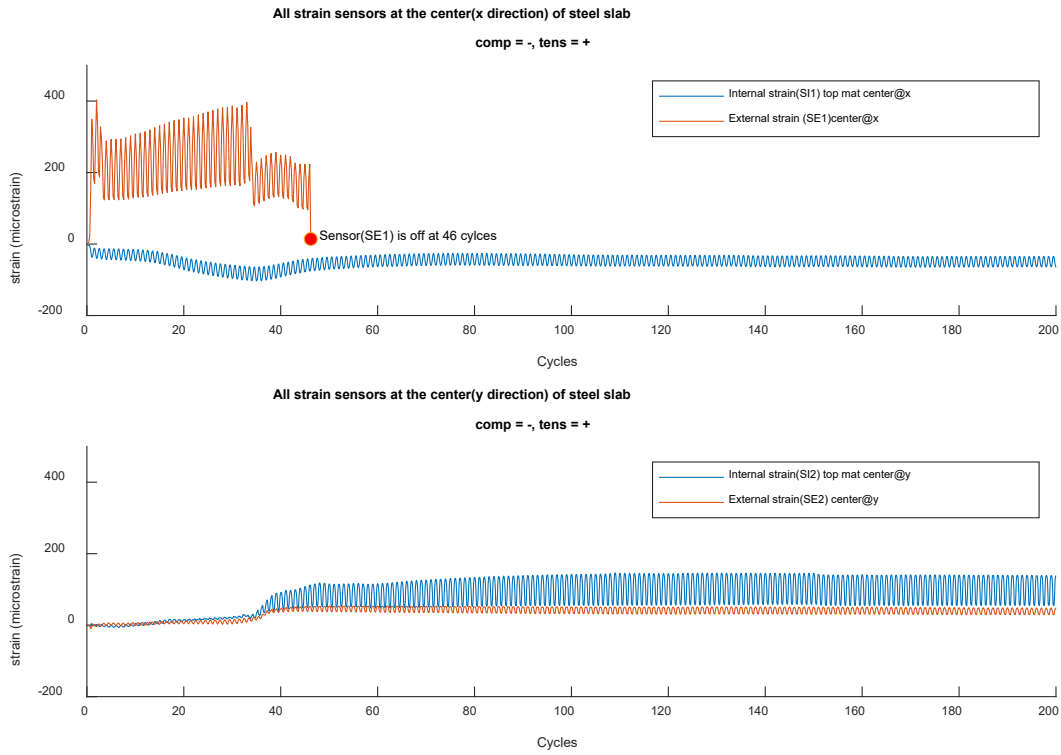 All strain sensors at the center(x direction) of steel slab
comp = -, tens = +
400
200
0
-200
strain (microstrain)
Internal strain(SI1) top mat center@x
External strain (SE1)center@x
Sensor(SE1) is off at 46 cylces
0 20 40 60 80 100 120 140 160 180 200
Cycles
All strain sensors at the center(y direction) of steel slab
comp = -, tens = +
400
200
0
-200
strain (microstrain)
Internal strain(SI2) top mat center@y
External strain(SE2) center@y
0 20 40 60 80 100 120 140 160 180 200
Cycles